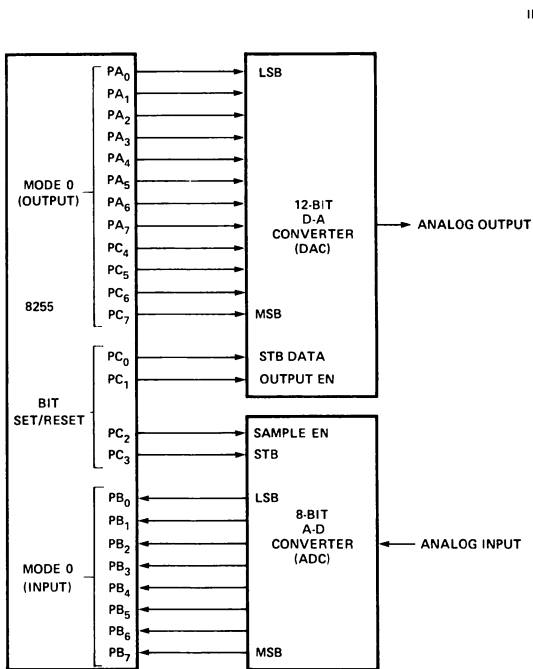 II
PA0 LSB
PA1
PA2
PA3
PA4
PA5
PA6
PA7
PC4
PC5
PC6
PC7 MSB
MODE 0
(OUTPUT)
8255
12-BIT
D-A
CONVERTER
(DAC)
ANALOG OUTPUT
PC0 STB DATA
PC1 OUTPUT EN
BIT
SET/RESET
PC2 SAMPLE EN
PC3 STB
PB0 LSB
PB1
PB2
PB3
PB4
PB5
PB6
PB7 MSB
MODE 0
(INPUT)
8-BIT
A-D
CONVERTER
(ADC)
ANALOG INPUT